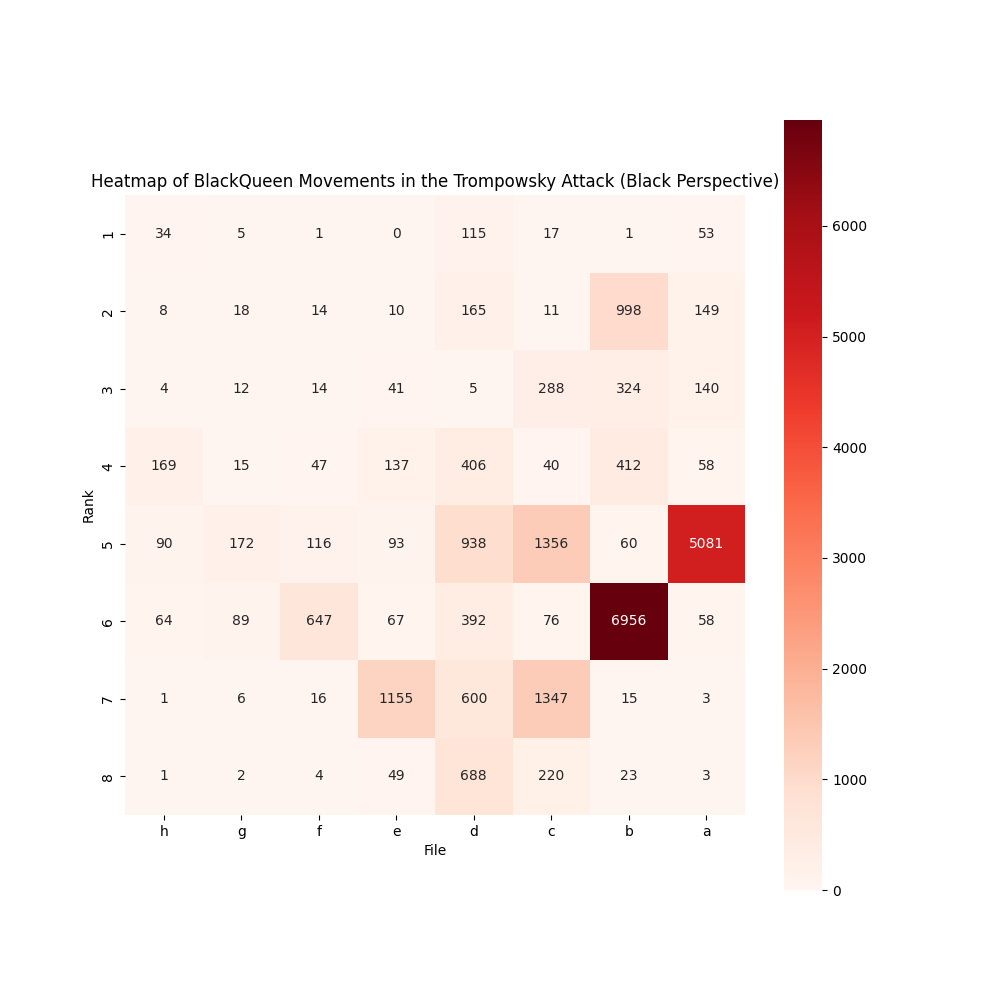 Heatmap of BlackQueen Movements in the Trompowsky Attack (Black Perspective)
1 34 5 1 0 115 17 1 53
2 8 18 14 10 165 11 998 149
3 4 12 14 41 5 288 324 140
4 169 15 47 137 406 40 412 58
Rank
5 90 172 116 93 938 1356 60 5081
6 64 89 647 67 392 76 6956 58
7 1 6 16 1155 600 1347 15 3
8 1 2 4 49 688 220 23 3
h g f e d c b a
File
6000
5000
4000
3000
2000
1000
0